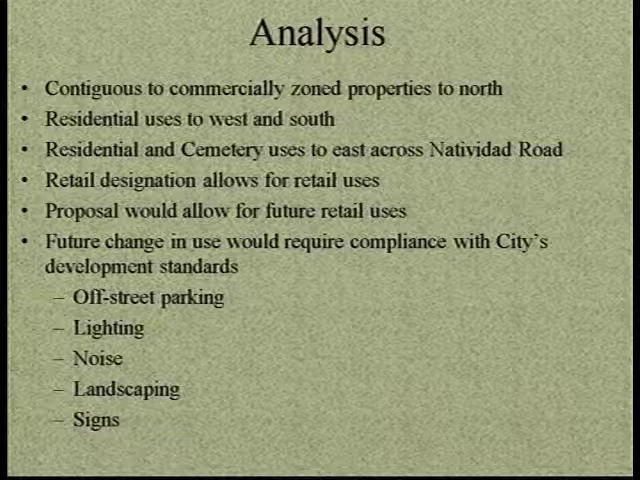 Analysis
• Contiguous to commercially zoned properties to north
• Residential uses to west and south
• Residential and Cemetery uses to east across Natividad Road
• Retail designation allows for retail uses
• Proposal would allow for future retail uses
• Future change in use would require compliance with City's
development standards
– Off-street parking
– Lighting
– Noise
– Landscaping
– Signs